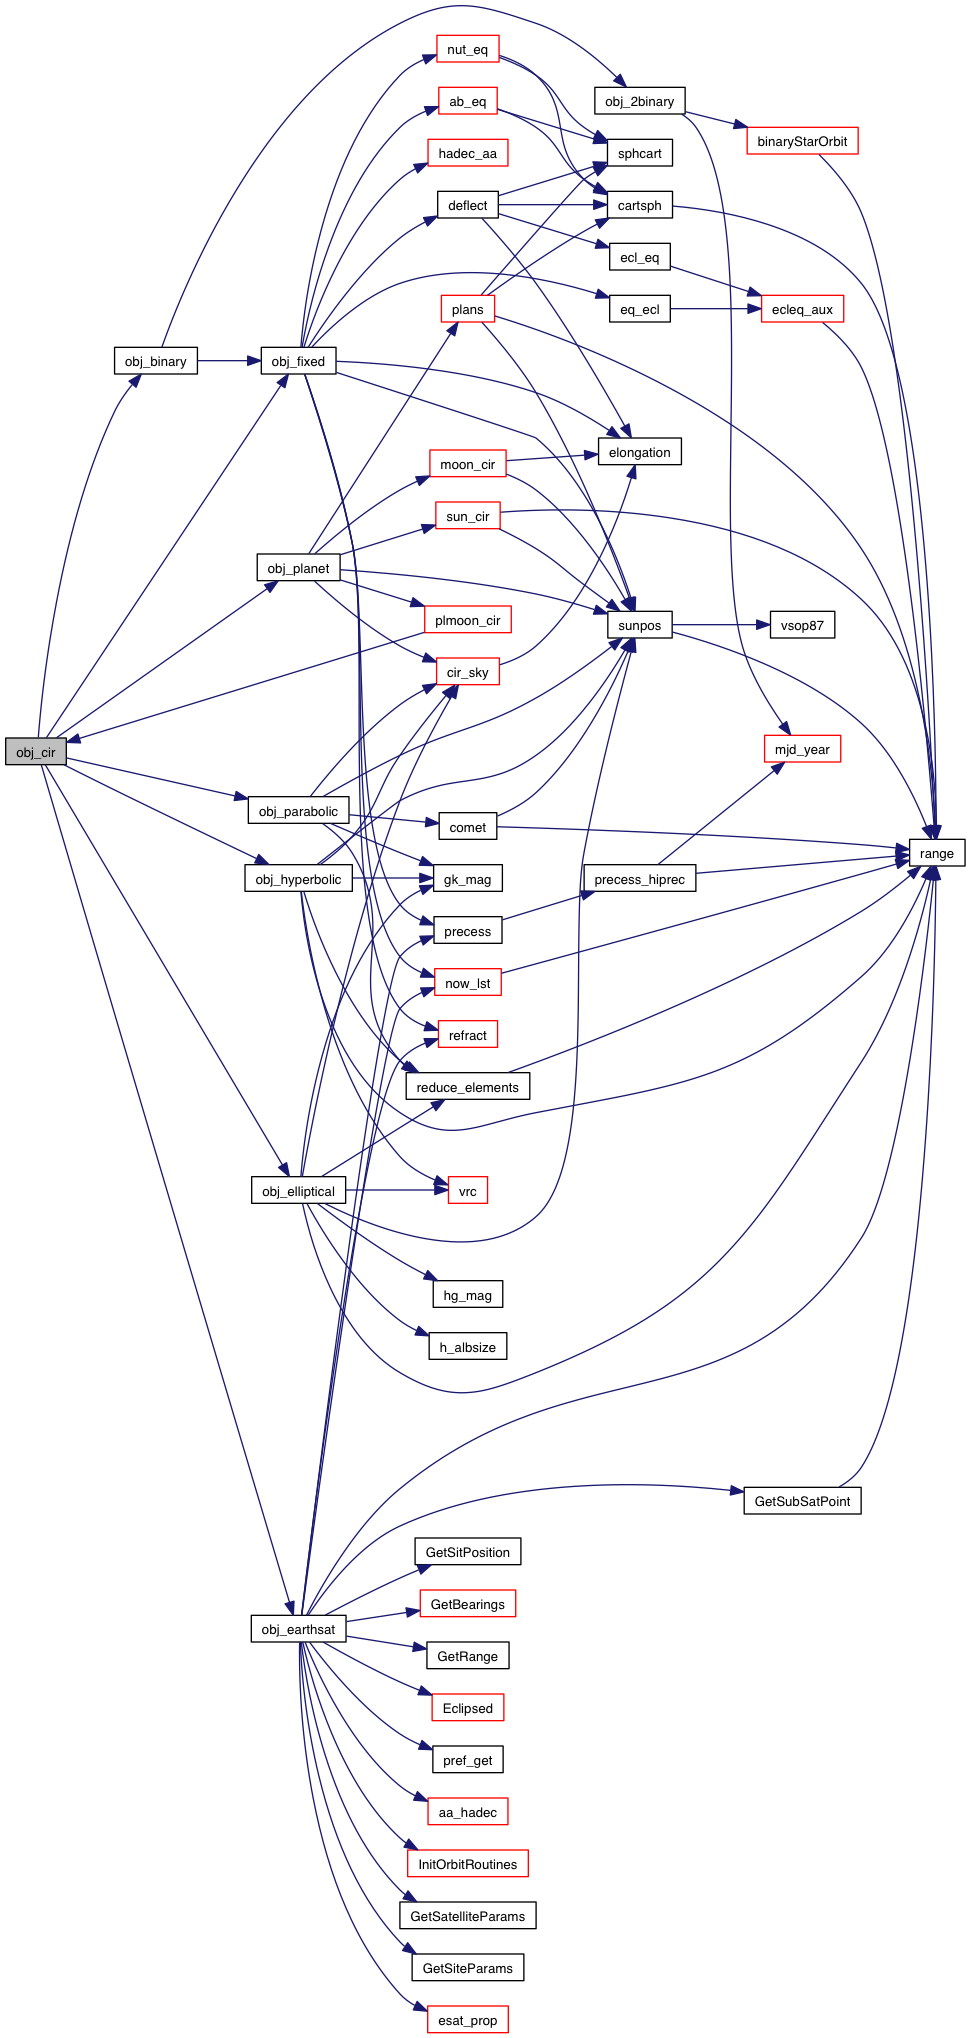 nut_eq
obj_2binary
ab_eq
binaryStarOrbit
hadec_aa
sphcart
deflect
cartsph
ecl_eq
plans
eq_ecl
ecleq_aux
obj_binary
obj_fixed
elongation
moon_cir
sun_cir
obj_planet
plmoon_cir
sunpos
vsop87
cir_sky
obj_cir
mjd_year
obj_parabolic
comet
range
obj_hyperbolic
gk_mag
precess_hiprec
precess
now_lst
refract
reduce_elements
obj_elliptical
vrc
hg_mag
h_albsize
GetSubSatPoint
GetSitPosition
GetBearings
obj_earthsat
GetRange
Eclipsed
pref_get
aa_hadec
InitOrbitRoutines
GetSatelliteParams
GetSiteParams
esat_prop